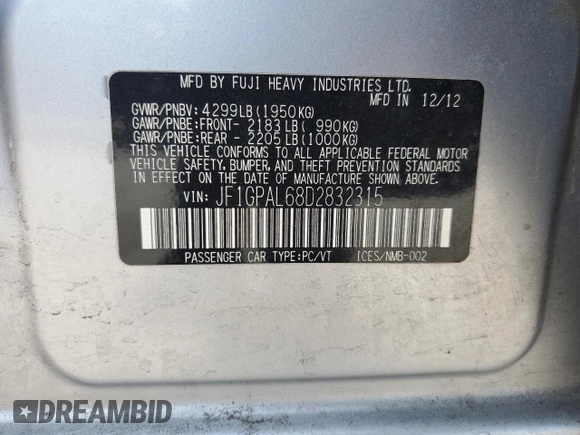 MFD BY FUJI HEAVY INDUSTRIES LTD.
MFD IN 12/12
GVWR/PNBV: 4299LB(1950KG)
GAWR/PNBE:FRONT- 2183LB( 990KG)
GAWR/PNBE:REAR - 2205LB(1000KG)
THIS VEHICLE CONFORMS TO ALL APPLICABLE FEDERAL MOTOR
VEHICLE SAFETY, BUMPER, AND THEFT PREVENTION STANDARDS
IN EFFECT ON THE DATE OF MANUFACTURE SHOWN ABOVE.
VIN: JF1GPAL68D2832315
PASSENGER CAR TYPE:PC/VT ICES/NMB-002
DREAMBID